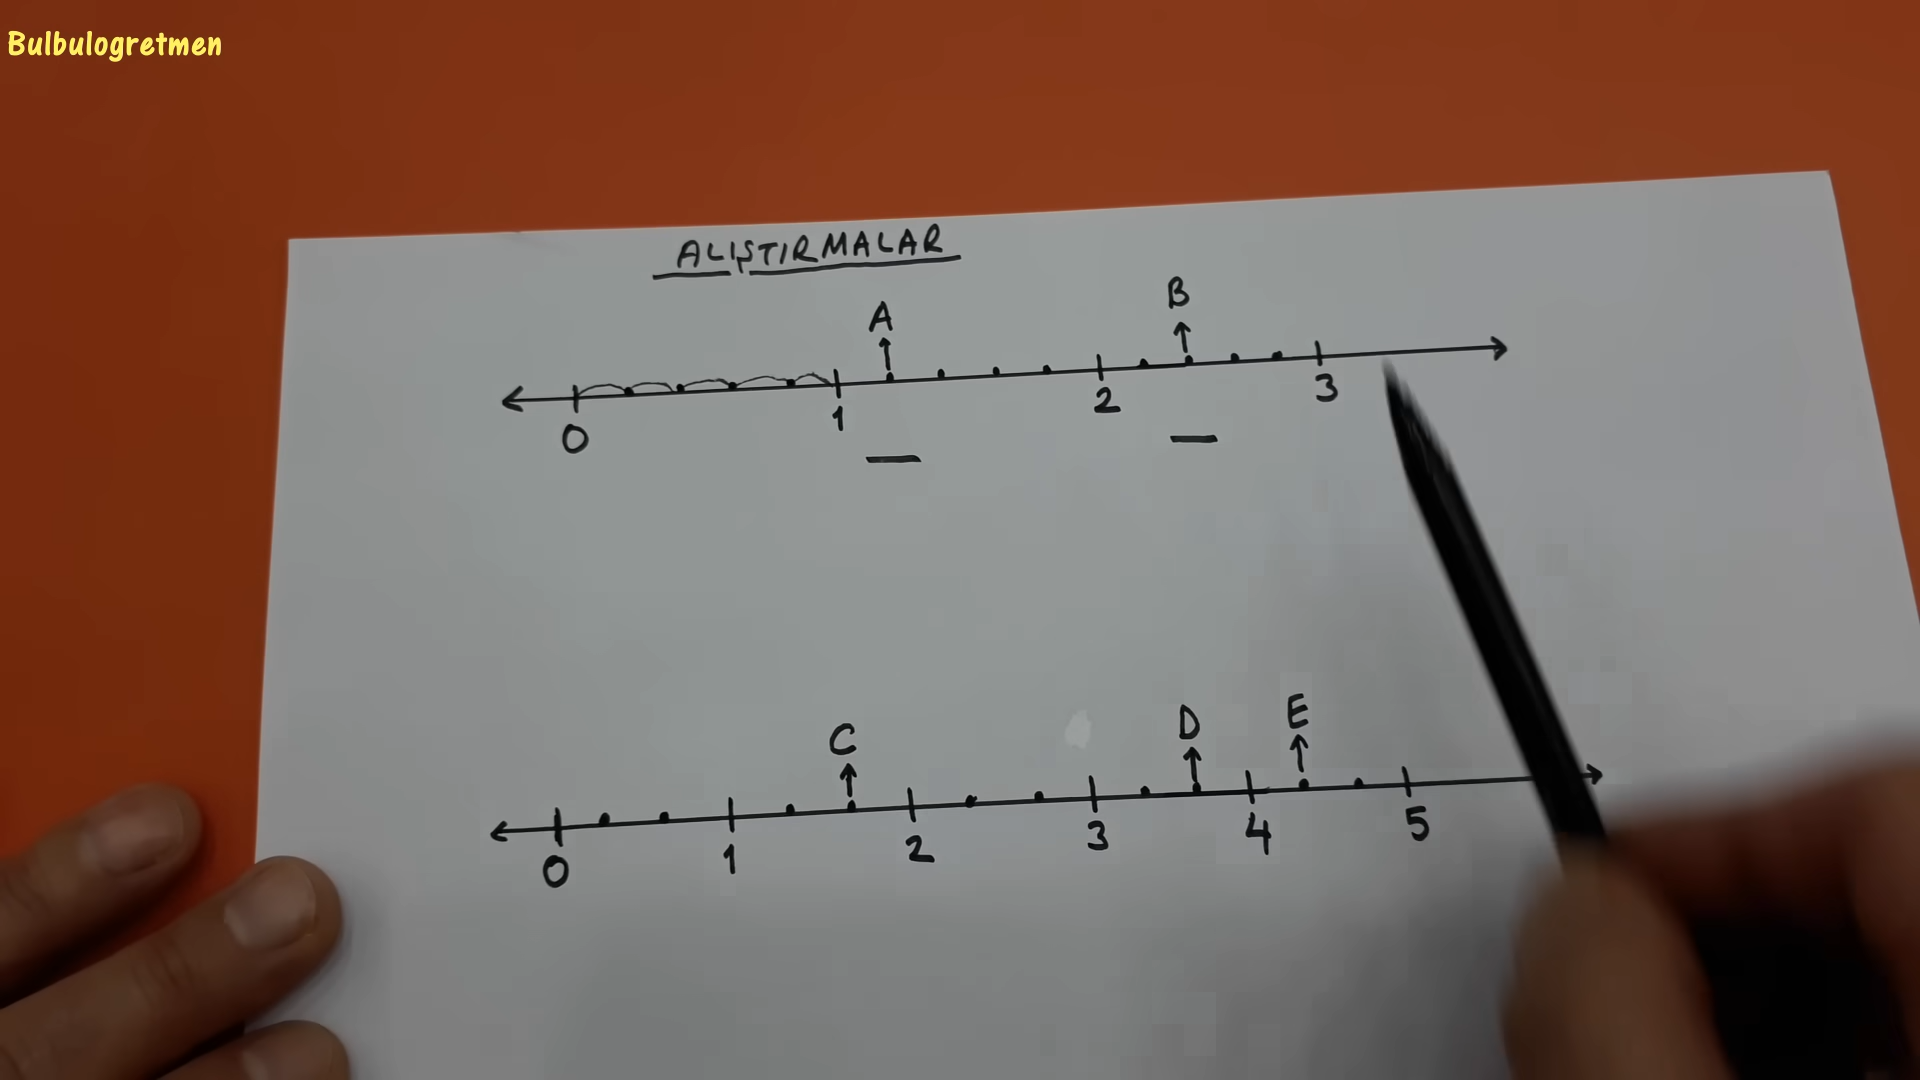 Bulbulogretmen
ALIŞTIRMALAR
A B
0 1 2 3
C D E
0 1 2 3 4 5